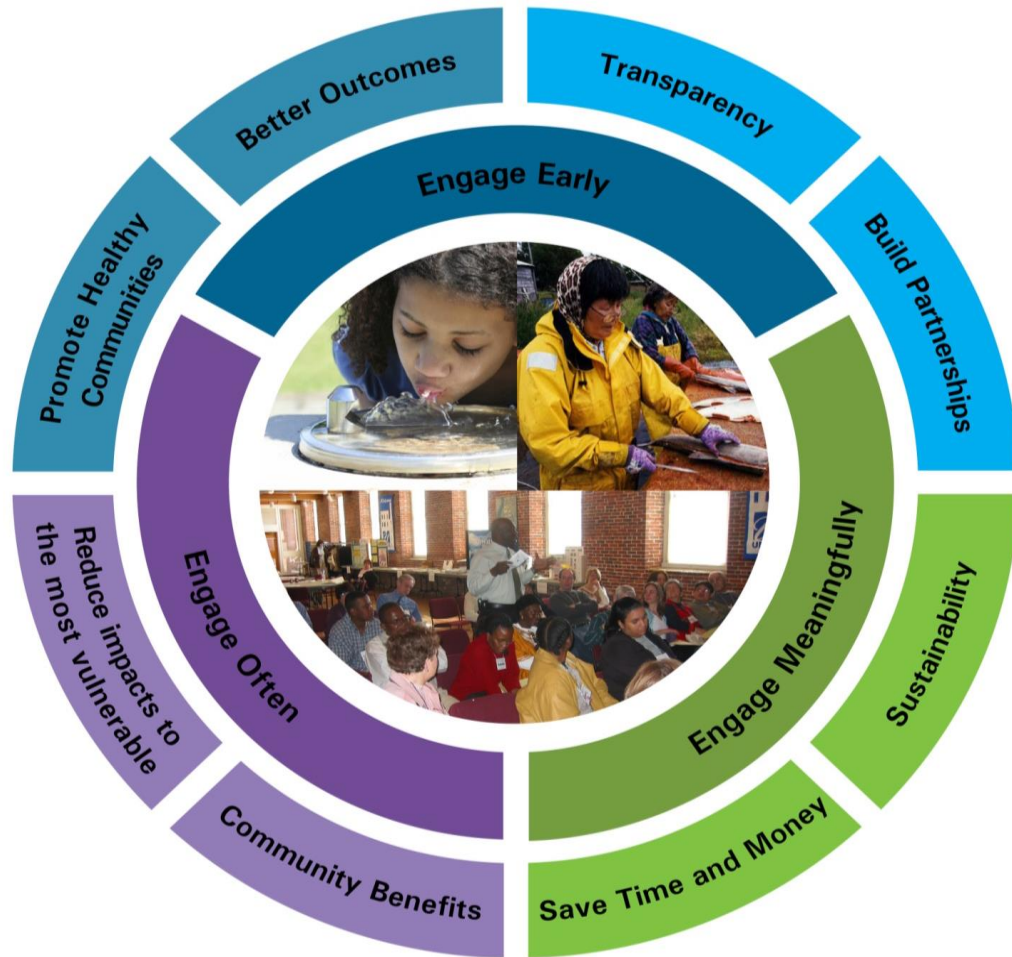 Better Outcomes
Transparency
Engage Early
Promote Healthy
Communities
Build Partnerships
Reduce impacts to
the most vulnerable
Engage Often
Engage Meaningfully
Sustainability
Community Benefits
Save Time and Money